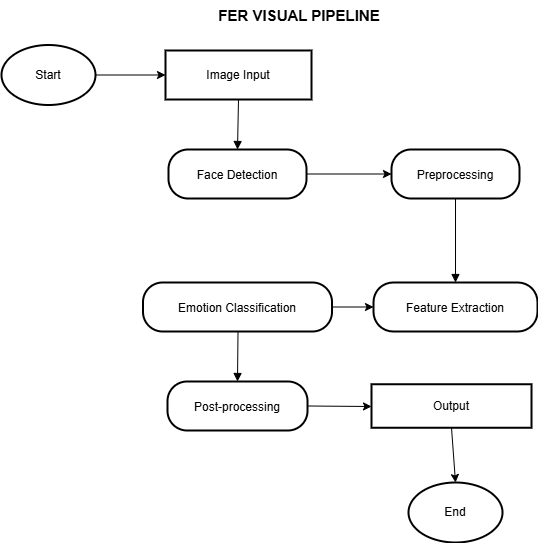 FER VISUAL PIPELINE
Start
Image Input
Face Detection
Preprocessing
Emotion Classification
Feature Extraction
Post-processing
Output
End